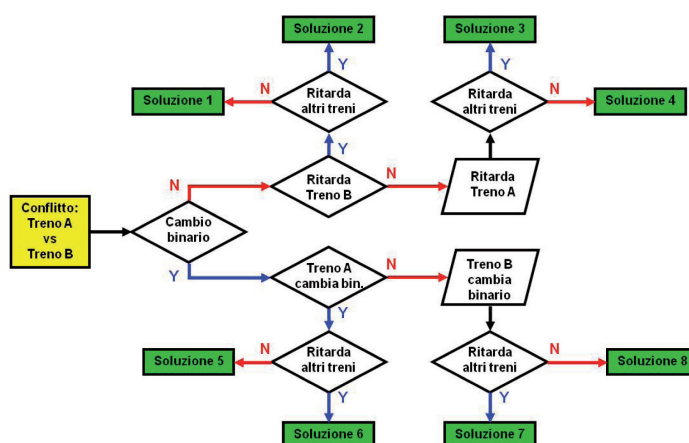 Soluzione 2
Soluzione 3
Y
Y
Soluzione 1
N
Ritarda
altri treni
Ritarda
altri treni
N
Soluzione 4
Y
N
Ritarda
Treno B
N
Ritarda
Treno A
Conflitto:
Treno A
vs
Treno B
Cambio
binario
Y
Treno A
cambia bin.
N
Treno B
cambia
binario
Y
Soluzione 5
N
Ritarda
altri treni
Ritarda
altri treni
N
Soluzione 8
Y
Y
Soluzione 6
Soluzione 7